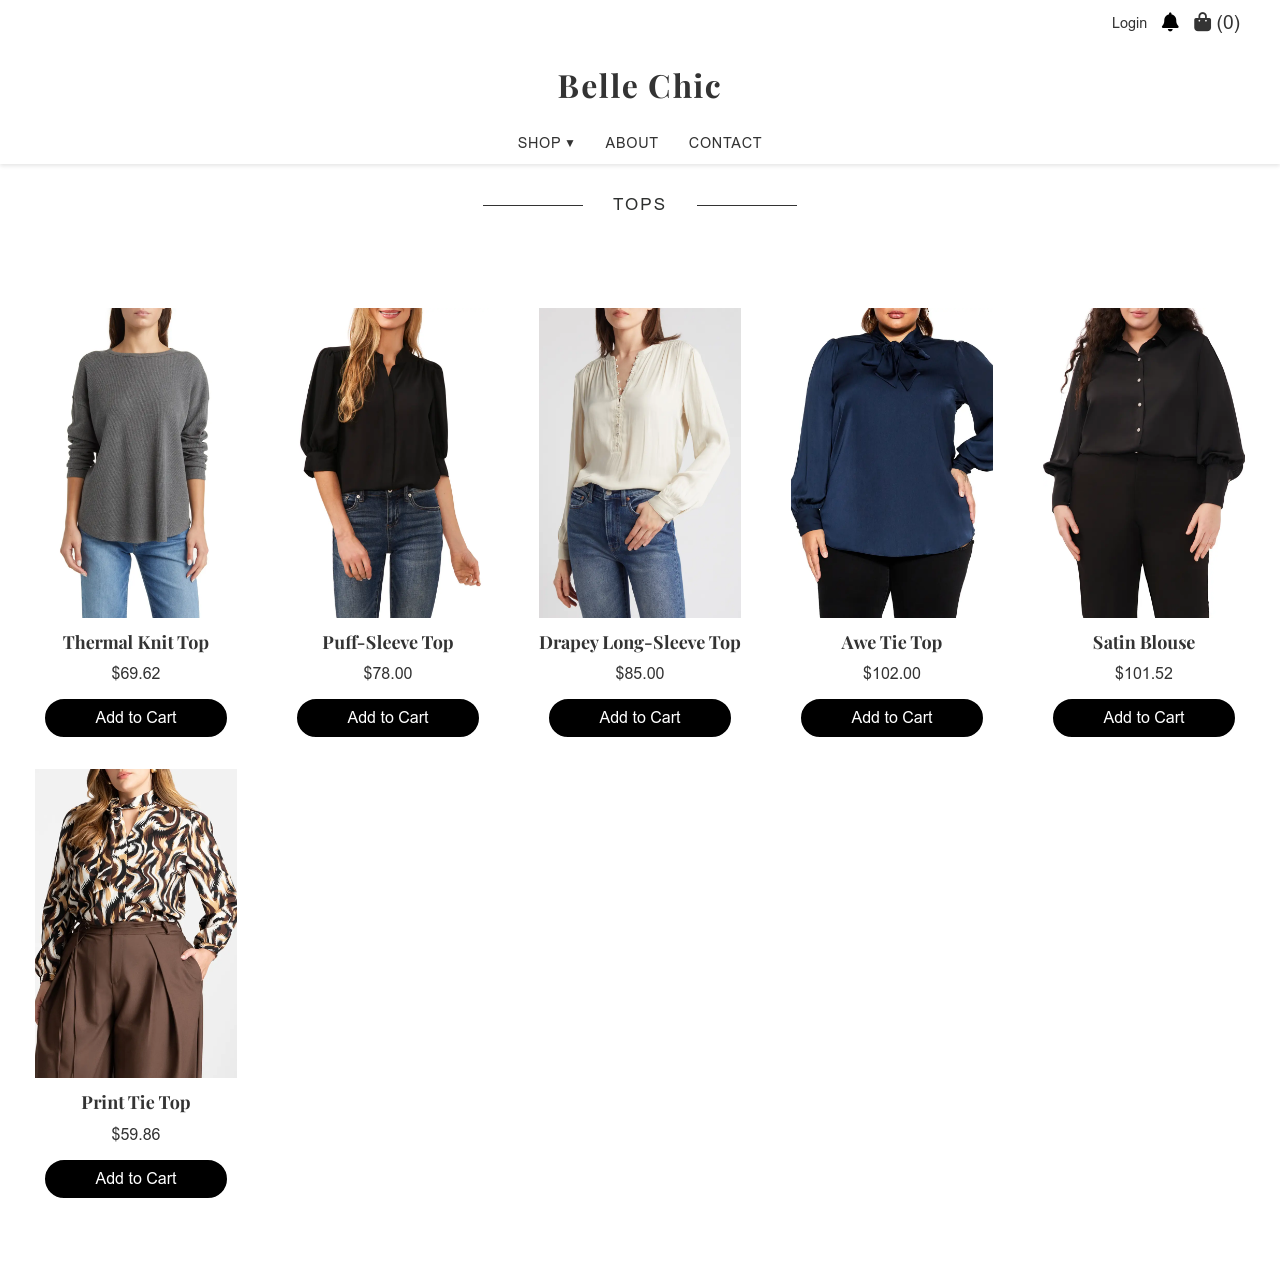 Login (0)
Belle Chic
SHOP ▼ ABOUT CONTACT
TOPS
Thermal Knit Top Puff-Sleeve Top Drapey Long-Sleeve Top Awe Tie Top Satin Blouse
$69.62 $78.00 $85.00 $102.00 $101.52
Add to Cart Add to Cart Add to Cart Add to Cart Add to Cart
Print Tie Top
$59.86
Add to Cart